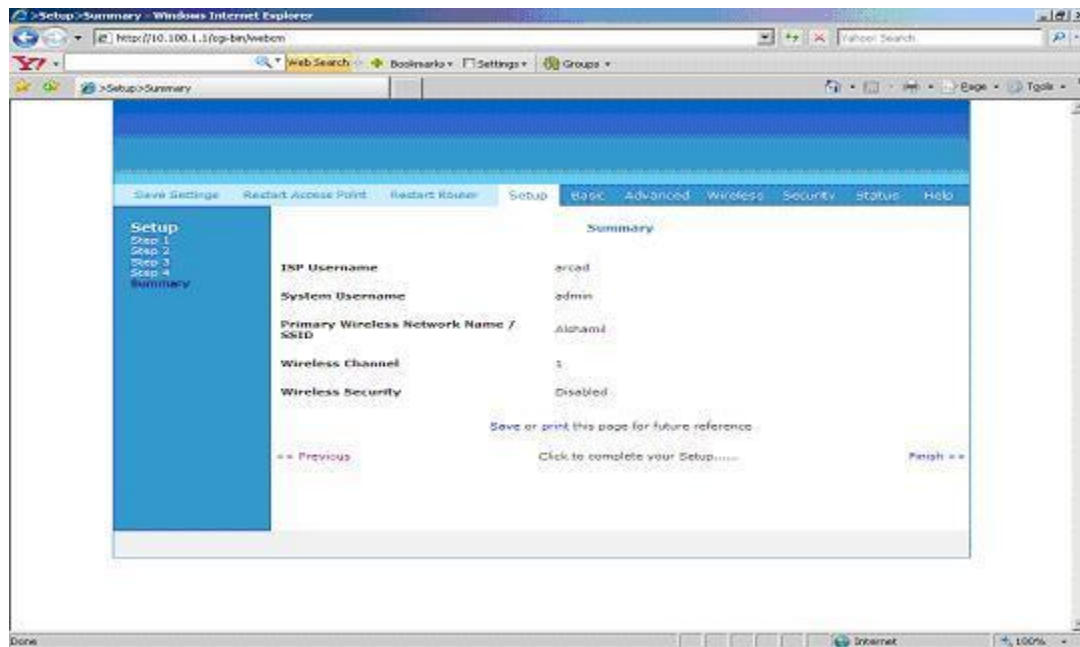 >Setup>Summary - Windows Internet Explorer
http://10.100.1.1/cgi-bin/webcm
Yahoo! Search
Web Search
Bookmarks
Settings
Groups
>Setup>Summary
Page
Tools
Save Settings Restart Access Point Restart Router Setup Basic Advanced Wireless Security Status Help
Setup
Step 1
Step 2
Step 3
Step 4
Summary
Summary
ISP Username arcad
System Username admin
Primary Wireless Network Name /
SSID
Alshamil
Wireless Channel 1
Wireless Security Disabled
Save or print this page for future reference
Previous Click to complete your Setup...... Finish
Done Internet 100%